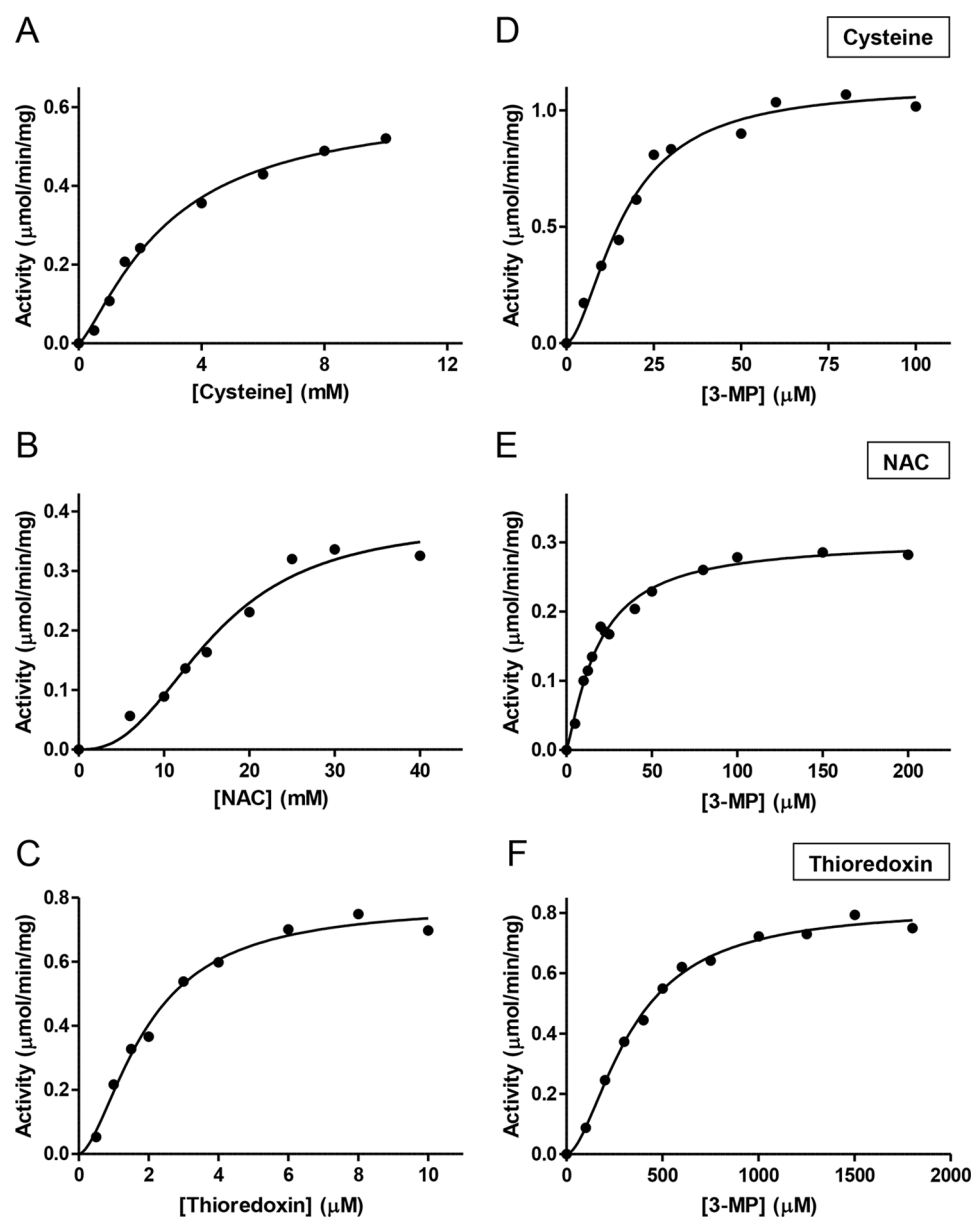 A
Activity (μmol/min/mg)
0.6
0.4
0.2
0.0
0 4 8 12
[Cysteine] (mM)
D
Cysteine
Activity (μmol/min/mg)
1.0
0.5
0.0
0 25 50 75 100
[3-MP] (μM)
B
Activity (μmol/min/mg)
0.4
0.3
0.2
0.1
0.0
0 10 20 30 40
[NAC] (mM)
E
NAC
Activity (μmol/min/mg)
0.3
0.2
0.1
0.0
0 50 100 150 200
[3-MP] (μM)
C
Activity (μmol/min/mg)
0.8
0.6
0.4
0.2
0.0
0 2 4 6 8 10
[Thioredoxin] (μM)
F
Thioredoxin
Activity (μmol/min/mg)
0.8
0.6
0.4
0.2
0.0
0 500 1000 1500 2000
[3-MP] (μM)